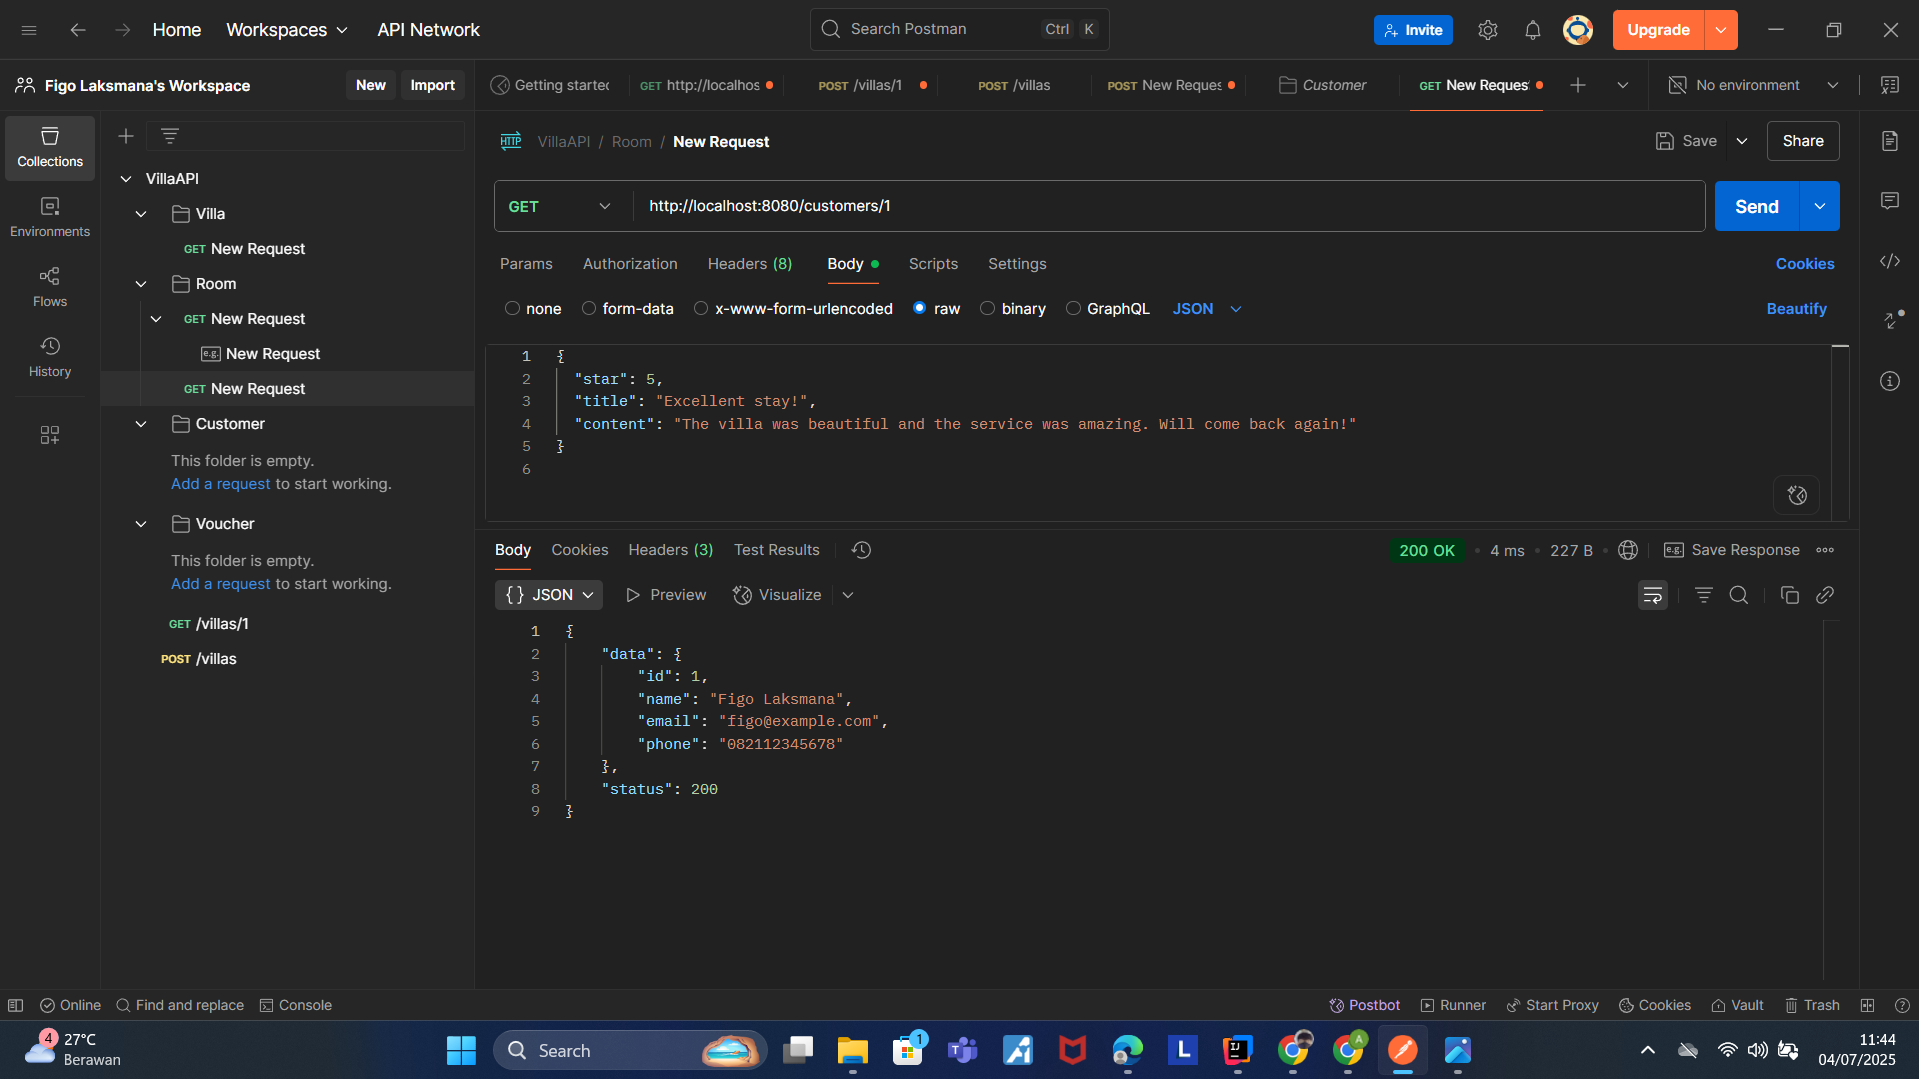 Home
Workspaces
API Network
Search Postman
Ctrl K
Invite
Upgrade
Figo Laksmana's Workspace
New
Import
Getting started
GET http://localhos
POST /villas/1
POST /villas
POST New Reques
Customer
GET New Reques
No environment
Collections
Environments
Flows
History
VillaAPI
Villa
GET New Request
Room
GET New Request
e.g. New Request
GET New Request
Customer
This folder is empty.
Add a request to start working.
Voucher
This folder is empty.
Add a request to start working.
GET /villas/1
POST /villas
HTTP VillaAPI / Room / New Request
Save
Share
GET
http://localhost:8080/customers/1
Send
Params
Authorization
Headers (8)
Body
Scripts
Settings
Cookies
none
form-data
x-www-form-urlencoded
raw
binary
GraphQL
JSON
Beautify
1 {
2 "star": 5,
3 "title": "Excellent stay!",
4 "content": "The villa was beautiful and the service was amazing. Will come back again!"
5 }
6
Body
Cookies
Headers (3)
Test Results
200 OK
4 ms
227 B
e.g. Save Response
{} JSON
Preview
Visualize
1 {
2 "data": {
3 "id": 1,
4 "name": "Figo Laksmana",
5 "email": "figo@example.com",
6 "phone": "082112345678"
7 },
8 "status": 200
9 }
Online
Find and replace
Console
Postbot
Runner
Start Proxy
Cookies
Vault
Trash
4
27°C
Berawan
Search
1
L
IJ
A
11:44
04/07/2025